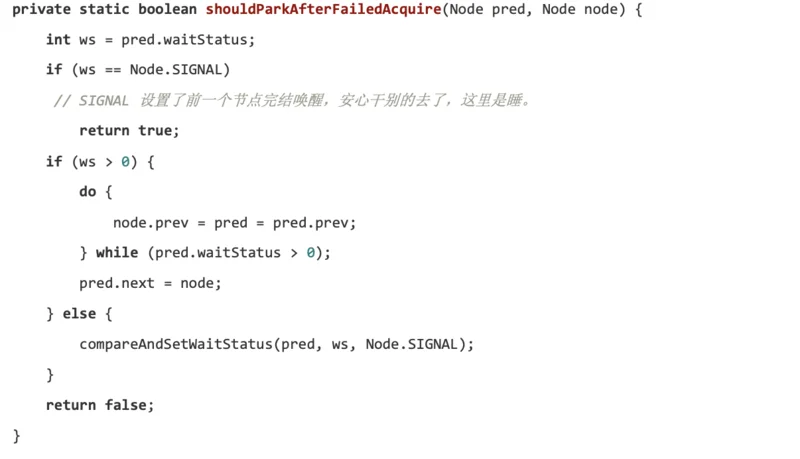 private static boolean shouldParkAfterFailedAcquire(Node pred, Node node) {
    int ws = pred.waitStatus;
    if (ws == Node.SIGNAL)
     // SIGNAL 设置了前一个节点完结唤醒，安心干别的去了，这里是睡。
        return true;
    if (ws > 0) {
        do {
            node.prev = pred = pred.prev;
        } while (pred.waitStatus > 0);
        pred.next = node;
    } else {
        compareAndSetWaitStatus(pred, ws, Node.SIGNAL);
    }
    return false;
}